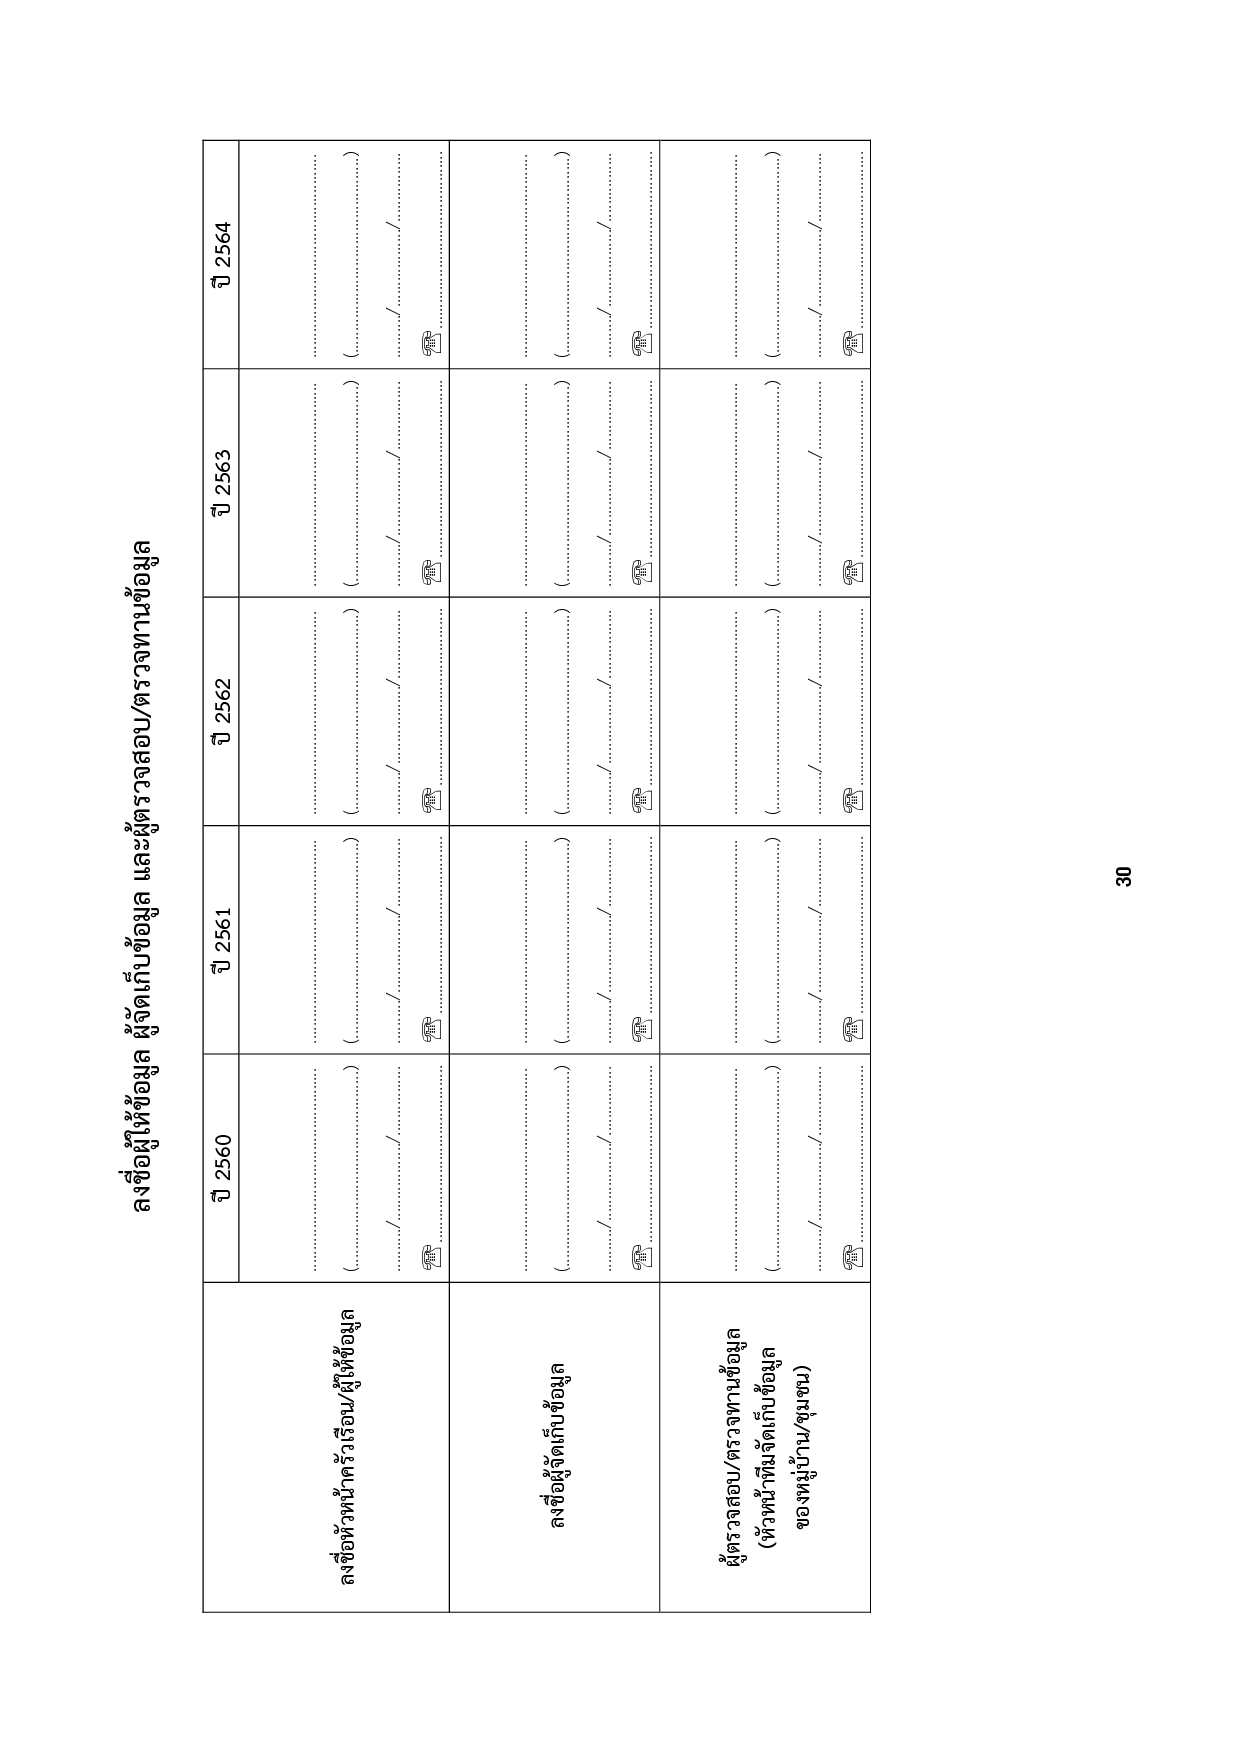 ลงชื่อผู้ให้ข้อมูล ผู้จัดเก็บข้อมูล และผู้ตรวจสอบ/ตรวจทานข้อมูล
ปี 2560 ปี 2561 ปี 2562 ปี 2563 ปี 2564
ลงชื่อหัวหน้าครัวเรือน/ผู้ให้ข้อมูล
.................................... .................................... .................................... .................................... ....................................
(....................................) (....................................) (....................................) (....................................) (....................................)
......../................/............ ......../................/............ ......../................/............ ......../................/............ ......../................/............
☏................................ ☏................................ ☏................................ ☏................................ ☏................................
ลงชื่อผู้จัดเก็บข้อมูล
.................................... .................................... .................................... .................................... ....................................
(....................................) (....................................) (....................................) (....................................) (....................................)
......../................/............ ......../................/............ ......../................/............ ......../................/............ ......../................/............
☏................................ ☏................................ ☏................................ ☏................................ ☏................................
ผู้ตรวจสอบ/ตรวจทานข้อมูล
(หัวหน้าทีมจัดเก็บข้อมูล
ของหมู่บ้าน/ชุมชน)
.................................... .................................... .................................... .................................... ....................................
(....................................) (....................................) (....................................) (....................................) (....................................)
......../................/............ ......../................/............ ......../................/............ ......../................/............ ......../................/............
☏................................ ☏................................ ☏................................ ☏................................ ☏................................
30